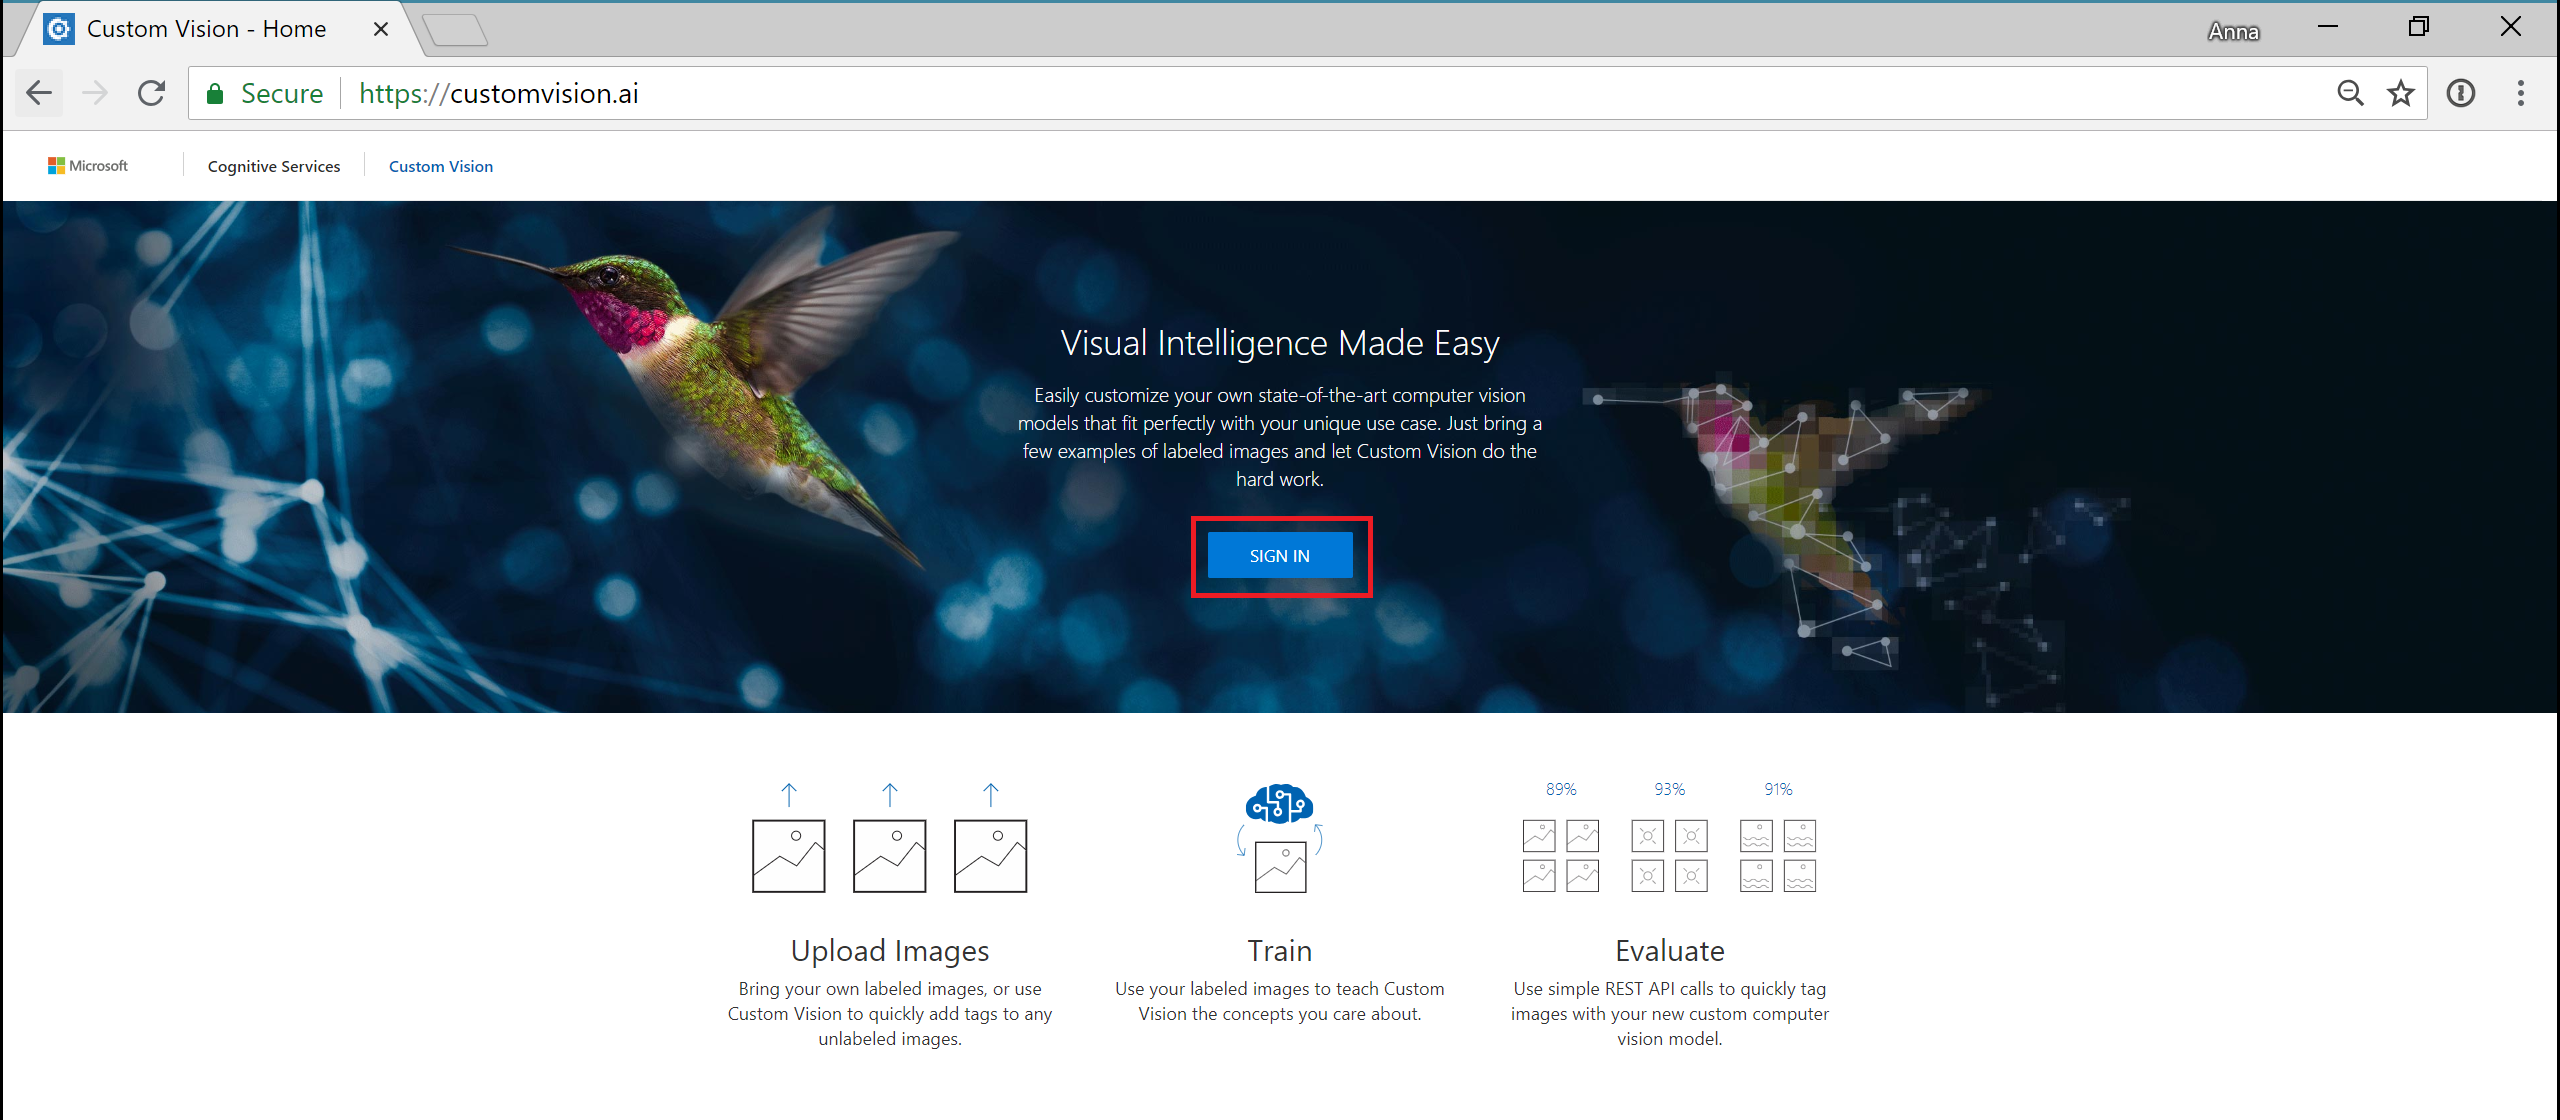 Custom Vision - Home
Anna
Secure
https://customvision.ai
Microsoft
Cognitive Services
Custom Vision
Visual Intelligence Made Easy
Easily customize your own state-of-the-art computer vision
models that fit perfectly with your unique use case. Just bring a
few examples of labeled images and let Custom Vision do the
hard work.
SIGN IN
89%
93%
91%
Upload Images
Bring your own labeled images, or use
Custom Vision to quickly add tags to any
unlabeled images.
Train
Use your labeled images to teach Custom
Vision the concepts you care about.
Evaluate
Use simple REST API calls to quickly tag
images with your new custom computer
vision model.